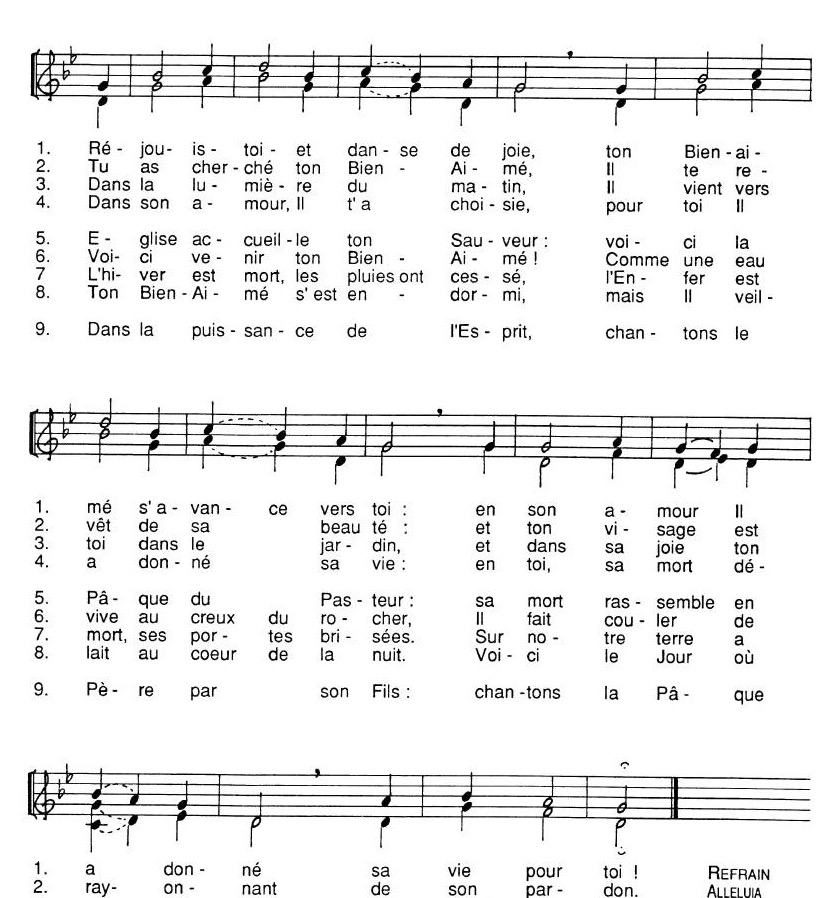 1. Ré - jou- is - toi - et dan - se de joie, ton Bien - ai -
2. Tu as cher - ché ton Bien - Ai - mé, Il te re -
3. Dans la lu - miè - re du ma - tin, Il vient vers
4. Dans son a - mour, Il t'a choi - sie, pour toi Il
5. E - glise ac - cueil - le ton Sau - veur : voi - ci la
6. Voi- ci ve - nir ton Bien - Ai - mé ! Comme une eau
7 L'hi- ver est mort, les pluies ont ces - sé, l'En - fer est
8. Ton Bien - Ai - mé s'est en - dor - mi, mais Il veil -
9. Dans la puis - san - ce de l'Es - prit, chan - tons le
1. mé s'a - van - ce vers toi : en son a - mour Il
2. vêt de sa beau té : et ton vi - sage est
3. toi dans le jar - din, et dans sa joie ton
4. a don - né sa vie : en toi, sa mort dé -
5. Pâ - que du Pas - teur : sa mort ras - semble en
6. vive au creux du ro - cher, Il fait cou - ler de
7. mort, ses por - tes bri - sées. Sur no - tre terre a
8. lait au coeur de la nuit. Voi - ci le Jour où
9. Pè - re par son Fils : chan - tons la Pâ - que
1. a don - né sa vie pour toi ! REFRAIN
2. ray- on - nant de son par - don. ALLELUIA